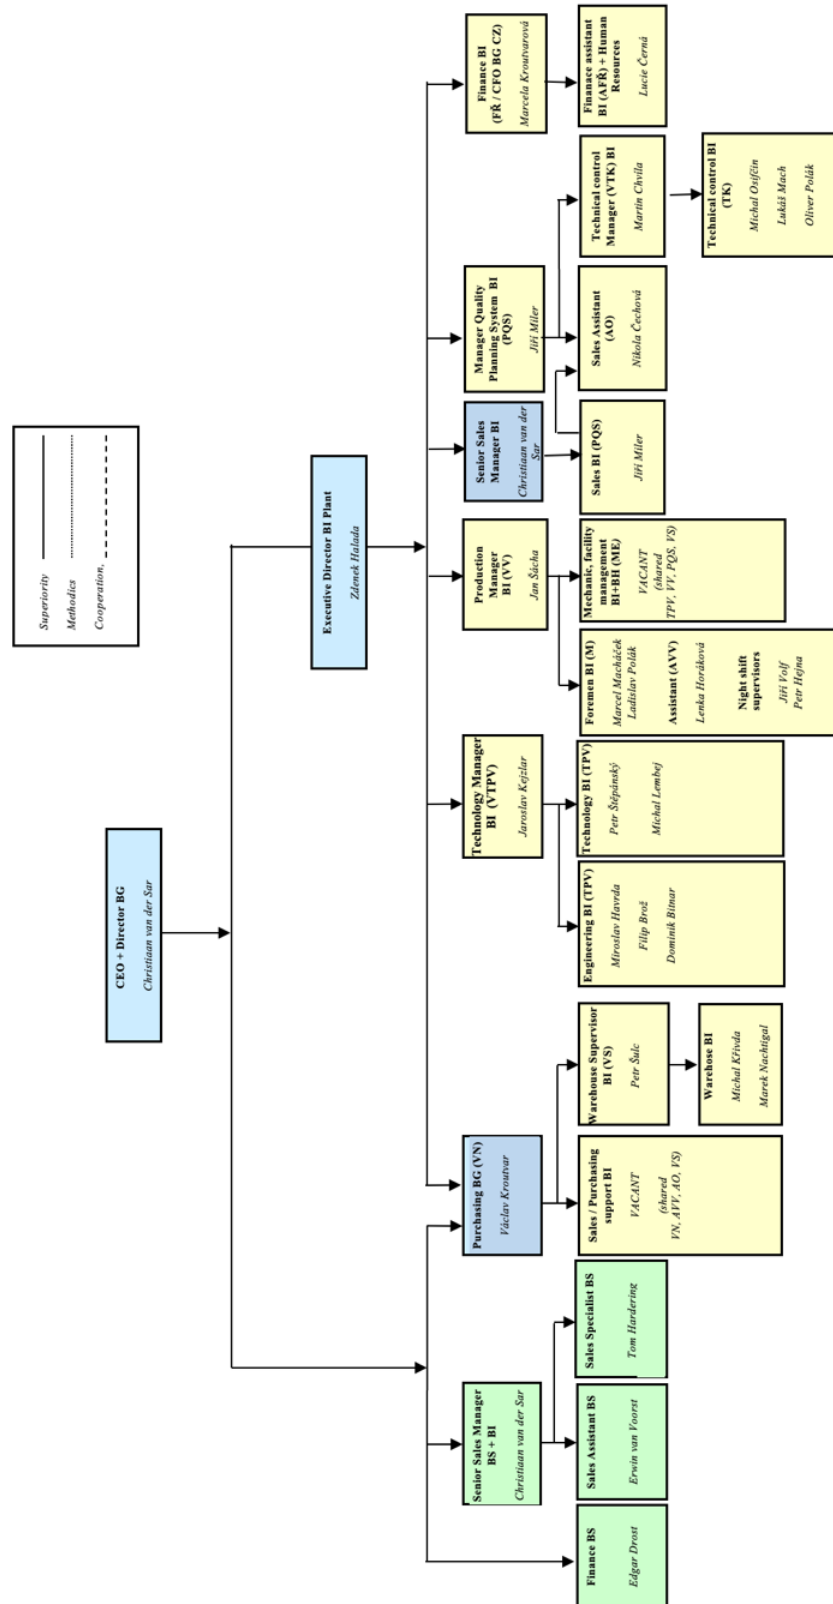 Superiority
Methodics
Cooperation,
CEO + Director BG
Christiaan van der Sar
Executive Director BI Plant
Zdenek Halada
Finance BS
Edgar Drost
Senior Sales Manager
BS + BI
Christiaan van der Sar
Sales Assistant BS
Erwin van Voorst
Sales Specialist BS
Tom Hardering
Purchasing BG (VN)
Václav Kroutvar
Sales / Purchasing
support BI
VACANT
(shared
VN, AVV, AO, VS)
Warehouse Supervisor
BI (VS)
Petr Šulc
Warehose BI
Michal Křivda
Marek Nachtigal
Technology Manager
BI (VTPV)
Jaroslav Kejzlar
Engineering BI (TPV)
Miroslav Havrda
Filip Brož
Dominik Bitnar
Technology BI (TPV)
Petr Štěpánský
Michal Lembej
Production
Manager
BI (VV)
Jan Šácha
Foremen BI (M)
Marcel Macháček
Ladislav Polák
Assistant (AVV)
Lenka Horáková
Night shift
supervisors
Jiří Volf
Petr Hejna
Mechanic, facility
management
BI+BH (ME)
VACANT
(shared
TPV, VV, PQS, VS)
Senior Sales
Manager BI
Christiaan van der
Sar
Sales BI (PQS)
Jiří Miler
Manager Quality
Planning System BI
(PQS)
Jiří Miler
Sales Assistant
(AO)
Nikola Čechová
Technical control
Manager (VTK) BI
Martin Chvíla
Technical control BI
(TK)
Michal Osifčin
Lukáš Mach
Oliver Polák
Finance BI
(FŘ / CFO BG CZ)
Marcela Kroutvarová
Finanace assistant
BI (AFŘ) + Human
Resources
Lucie Černá